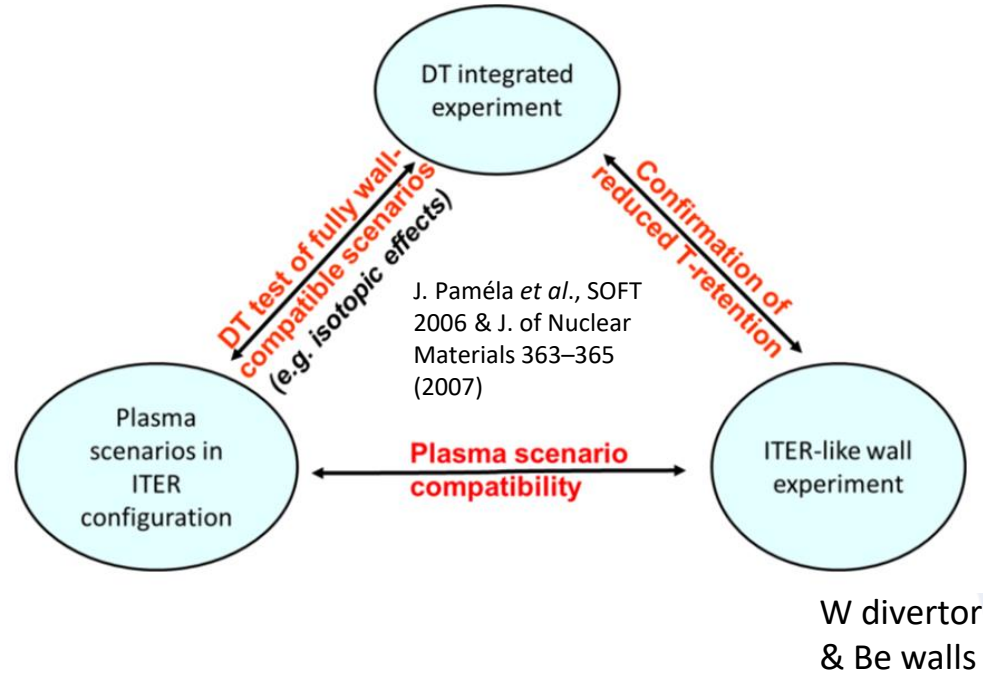 DT integrated
experiment
DT test of fully wall-
compatible scenarios
(e.g. isotopic effects)
Confirmation of
reduced T-retention
J. Paméla et al., SOFT
2006 & J. of Nuclear
Materials 363–365
(2007)
Plasma
scenarios in
ITER
configuration
Plasma scenario
compatibility
ITER-like wall
experiment
W divertor
& Be walls